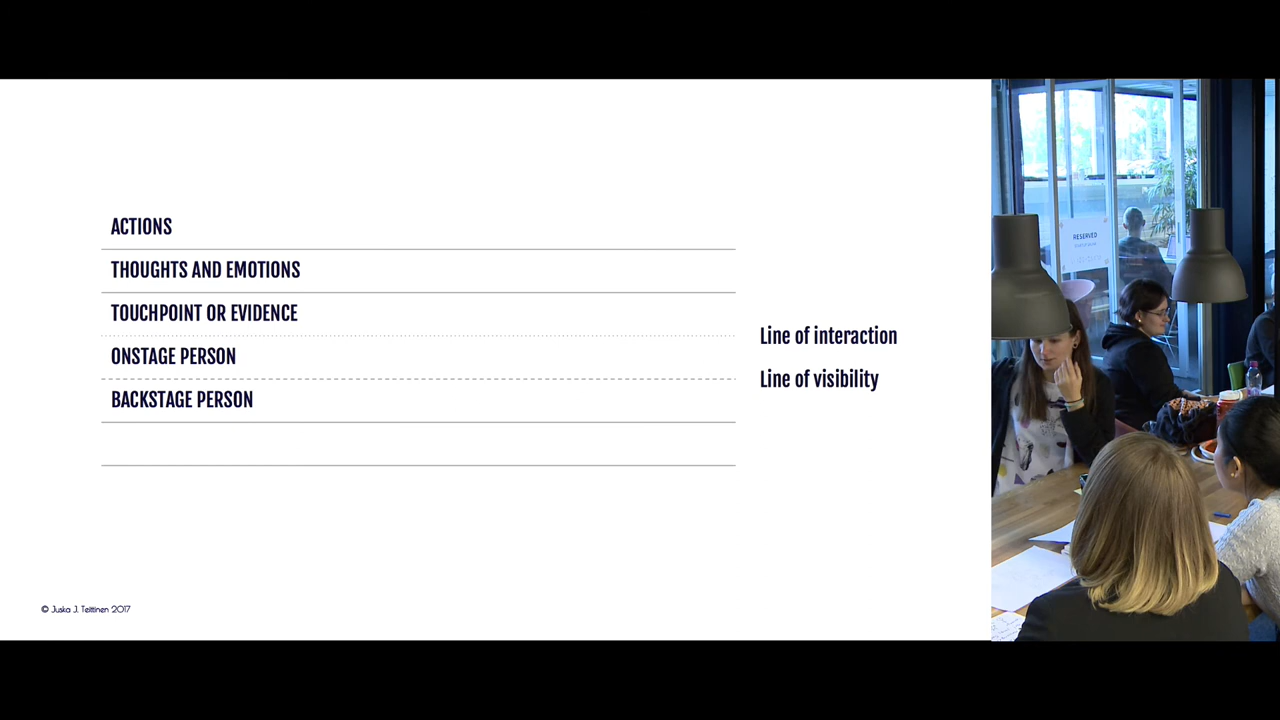 ACTIONS
THOUGHTS AND EMOTIONS
TOUCHPOINT OR EVIDENCE
ONSTAGE PERSON
BACKSTAGE PERSON
Line of interaction
Line of visibility
© Juska J. Teittinen 2017
RESERVED